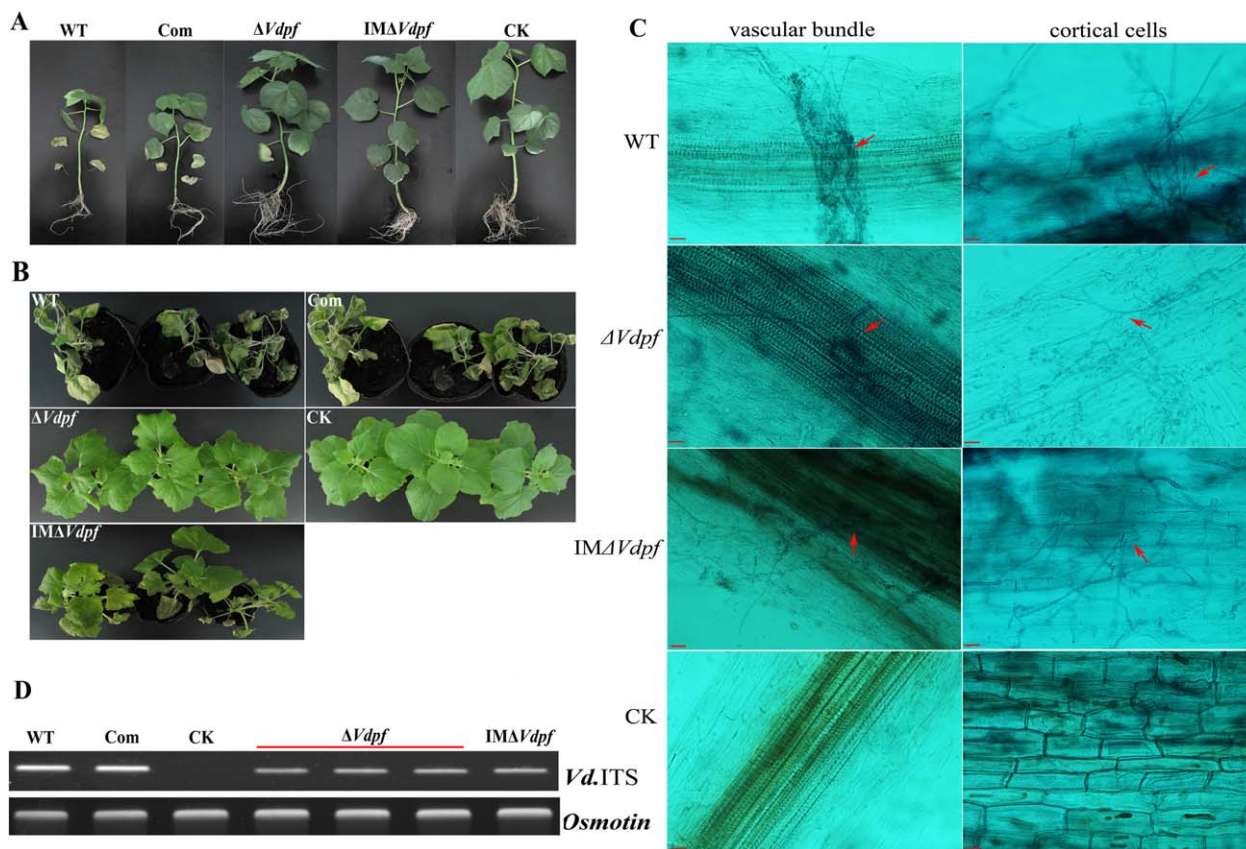 A
WT Com ΔVdpf IMΔVdpf CK
B
WT Com
ΔVdpf CK
IMΔVdpf
C
vascular bundle cortical cells
WT
ΔVdpf
IMΔVdpf
CK
D
WT Com CK ΔVdpf IMΔVdpf
Vd.ITS
Osmotin